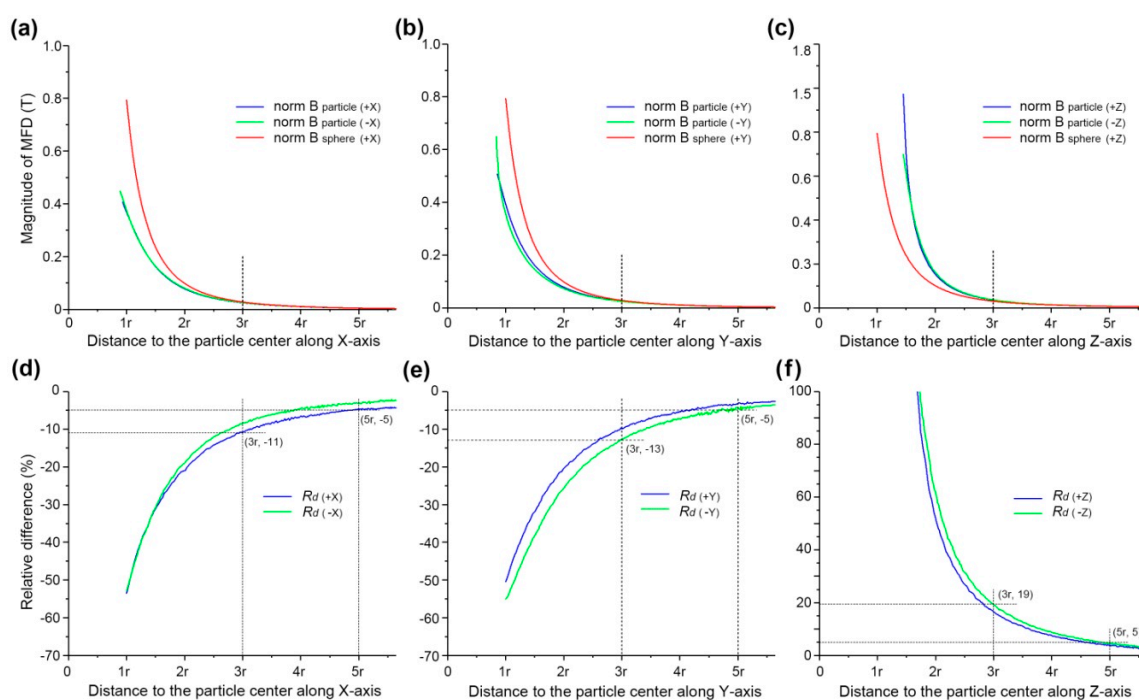 (a)
Magnitude of MFD (T)
1.0
0.8
0.6
0.4
0.2
0.0
norm B particle (+X)
norm B particle (-X)
norm B sphere (+X)
0 1r 2r 3r 4r 5r
Distance to the particle center along X-axis
(b)
1.0
0.8
0.6
0.4
0.2
0.0
norm B particle (+Y)
norm B particle (-Y)
norm B sphere (+Y)
0 1r 2r 3r 4r 5r
Distance to the particle center along Y-axis
(c)
1.8
1.5
0.8
0.6
0.4
0.3
0.0
norm B particle (+Z)
norm B particle (-Z)
norm B sphere (+Z)
0 1r 2r 3r 4r 5r
Distance to the particle center along Z-axis
(d)
Relative difference (%)
0
-10
-20
-30
-40
-50
-60
-70
(5r, -5)
(3r, -11)
Rd (+X)
Rd (-X)
0 1r 2r 3r 4r 5r
Distance to the particle center along X-axis
(e)
0
-10
-20
-30
-40
-50
-60
-70
(5r, -5)
(3r, -13)
Rd (+Y)
Rd (-Y)
0 1r 2r 3r 4r 5r
Distance to the particle center along Y-axis
(f)
100
80
60
40
20
0
Rd (+Z)
Rd (-Z)
(3r, 19)
(5r, 5
0 1r 2r 3r 4r 5r
Distance to the particle center along Z-axis